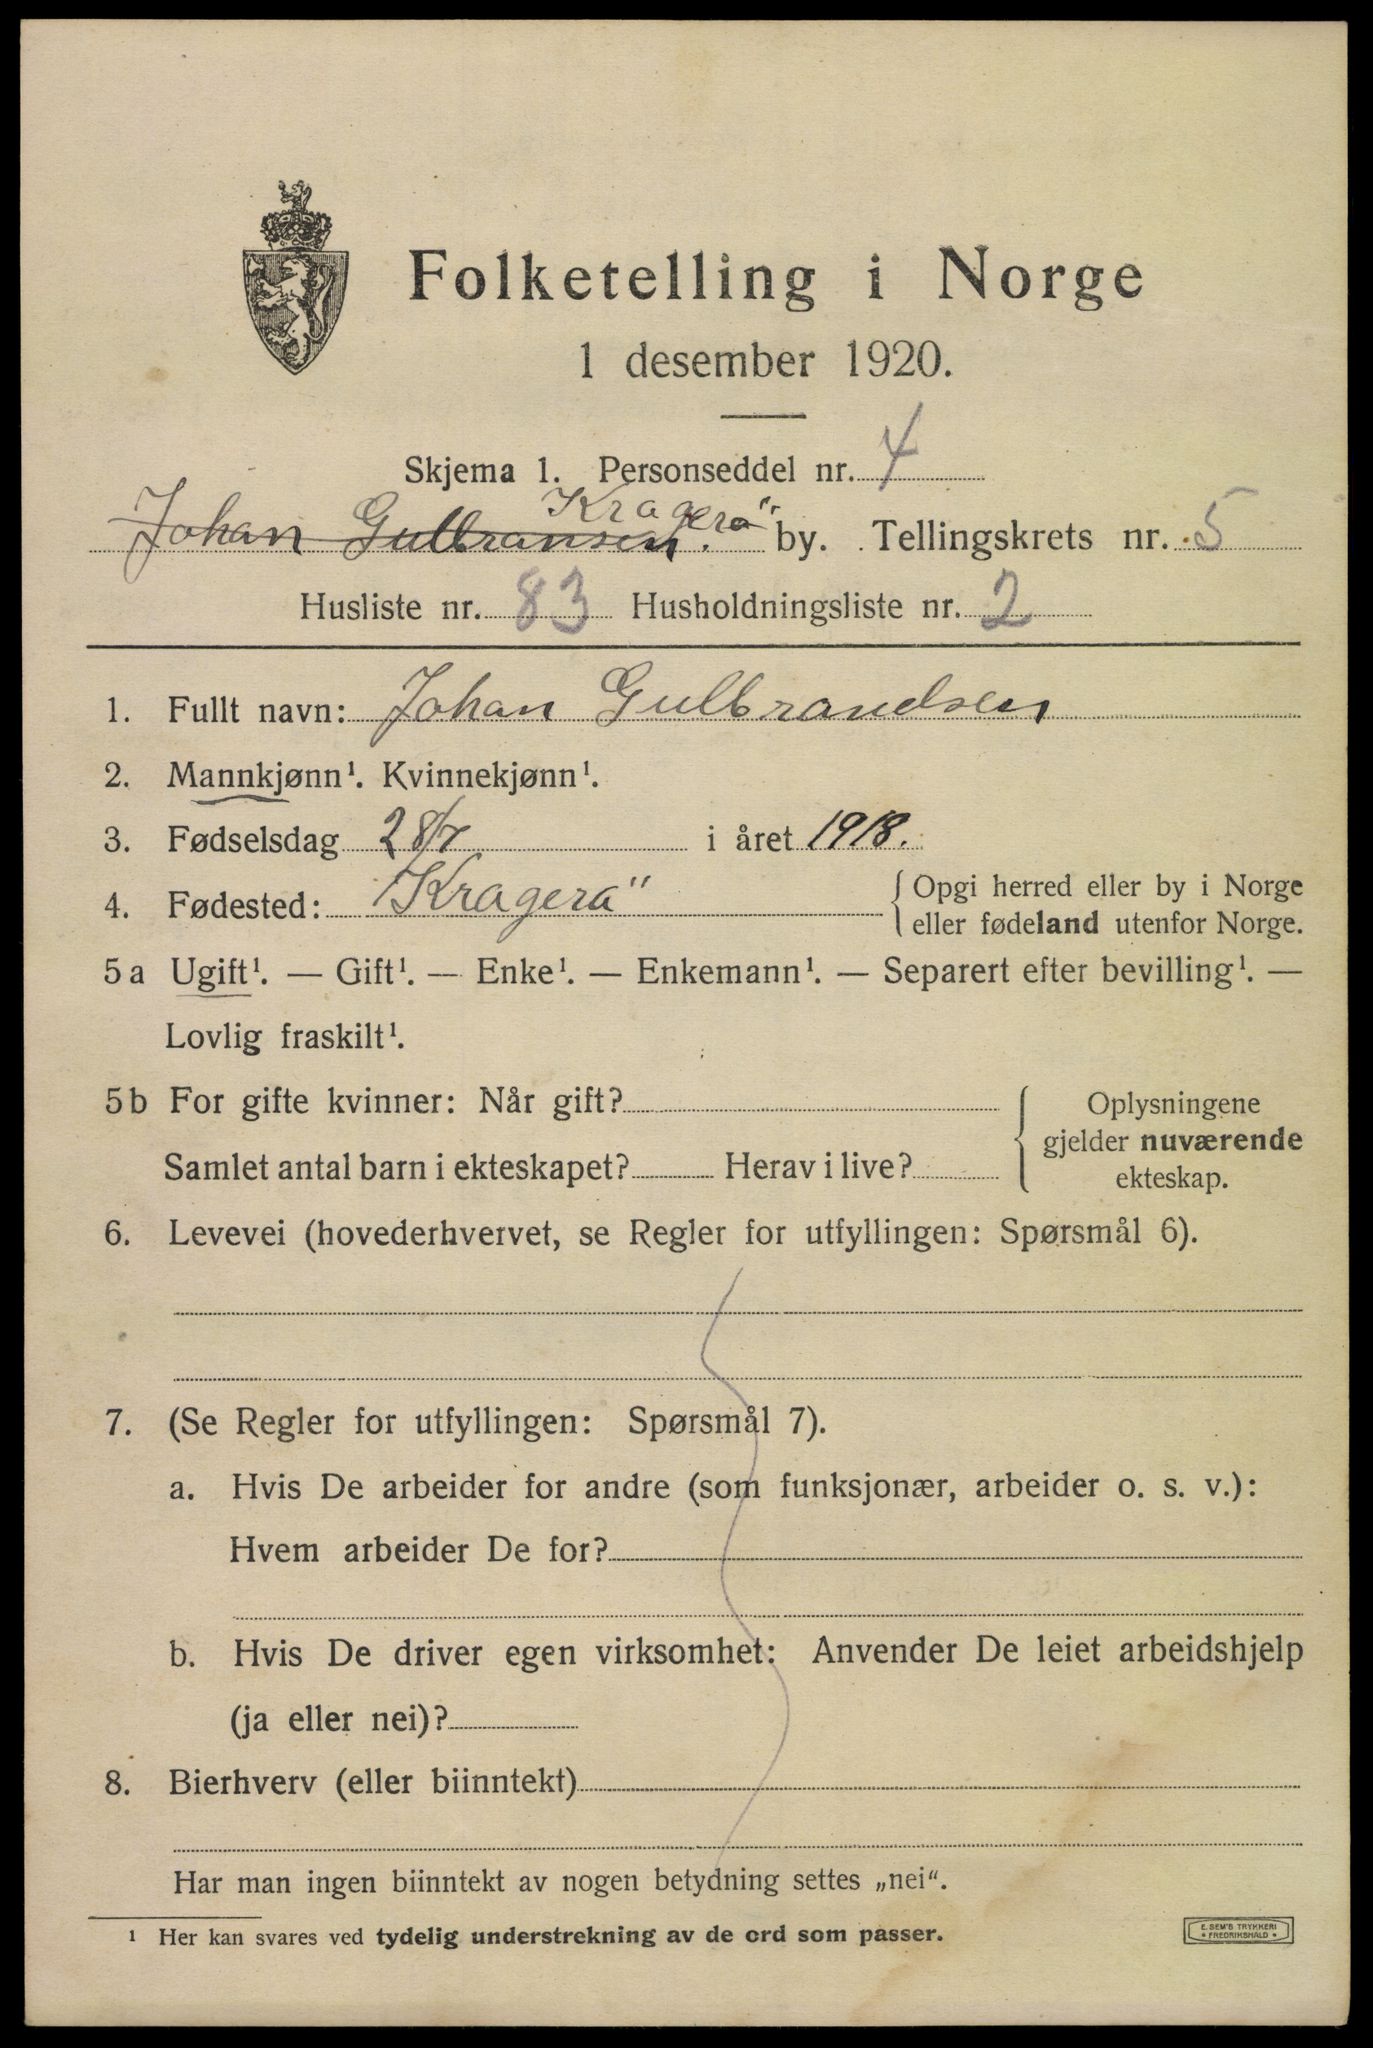 Folketelling i Norge
1 desember 1920.
Skjema 1. Personseddel nr. 4
Johan Gulbransen. Kragerö by. Tellingskrets nr. 5
Husliste nr. 83 Husholdningsliste nr. 2
1. Fullt navn: Johan Gulbrandsen
2. Mannkjønn¹. Kvinnekjønn¹.
3. Fødselsdag 28/7 i året 1918.
4. Fødested: Kragerö { Opgi herred eller by i Norge
eller fødeland utenfor Norge.
5a Ugift¹. — Gift¹. — Enke¹. — Enkemann¹. — Separert efter bevilling¹. —
Lovlig fraskilt¹.
5b For gifte kvinner: Når gift? { Oplysningene
gjelder nuværende
Samlet antal barn i ekteskapet? Herav i live?
ekteskap.
6. Levevei (hovederhvervet, se Regler for utfyllingen: Spørsmål 6).
7. (Se Regler for utfyllingen: Spørsmål 7).
a. Hvis De arbeider for andre (som funksjonær, arbeider o. s. v.):
Hvem arbeider De for?
b. Hvis De driver egen virksomhet: Anvender De leiet arbeidshjelp
(ja eller nei)?
8. Bierhverv (eller biinntekt)
Har man ingen biinntekt av nogen betydning settes „nei“.
¹ Her kan svares ved tydelig understrekning av de ord som passer.
E. SEM'S TRYKKERI
• FREDRIKSHALD •